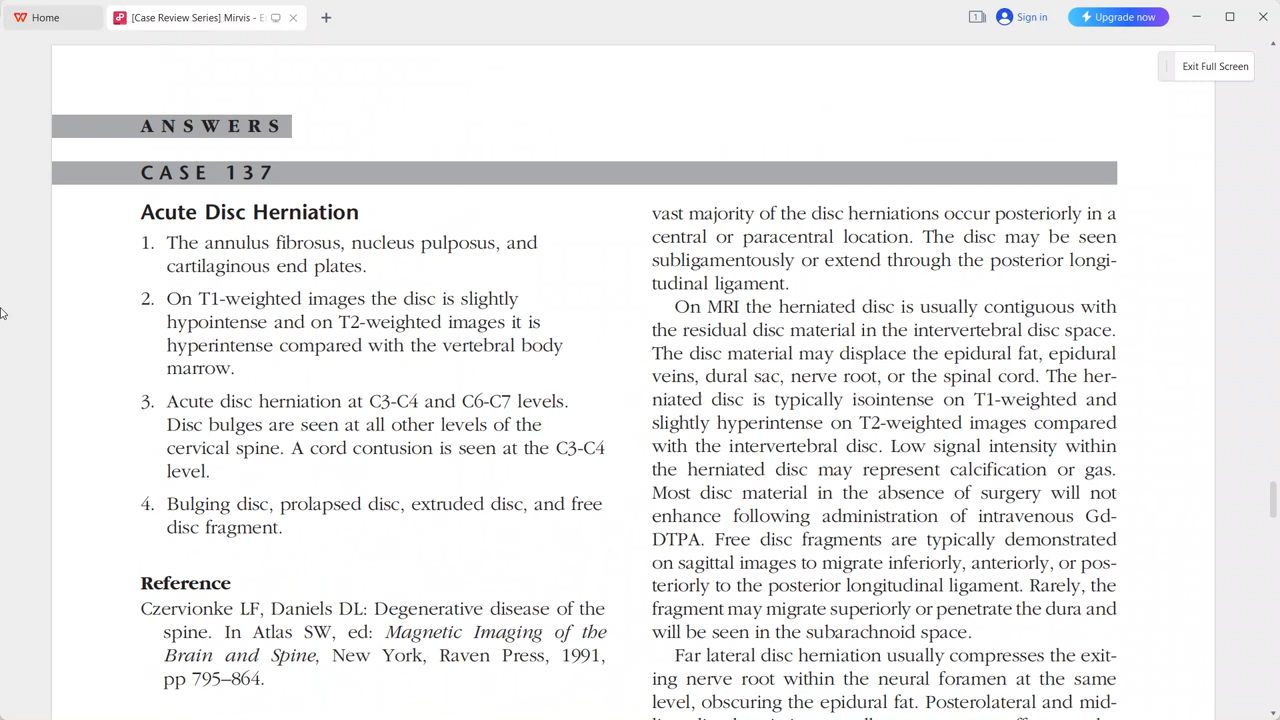 Home
[Case Review Series] Mirvis - E
1
Sign in
Upgrade now
Exit Full Screen
ANSWERS
CASE 137
Acute Disc Herniation
1. The annulus fibrosus, nucleus pulposus, and
cartilaginous end plates.
2. On T1-weighted images the disc is slightly
hypointense and on T2-weighted images it is
hyperintense compared with the vertebral body
marrow.
3. Acute disc herniation at C3-C4 and C6-C7 levels.
Disc bulges are seen at all other levels of the
cervical spine. A cord contusion is seen at the C3-C4
level.
4. Bulging disc, prolapsed disc, extruded disc, and free
disc fragment.
Reference
Czervionke LF, Daniels DL: Degenerative disease of the
spine. In Atlas SW, ed: Magnetic Imaging of the
Brain and Spine, New York, Raven Press, 1991,
pp 795–864.
vast majority of the disc herniations occur posteriorly in a
central or paracentral location. The disc may be seen
subligamentously or extend through the posterior longi-
tudinal ligament.
On MRI the herniated disc is usually contiguous with
the residual disc material in the intervertebral disc space.
The disc material may displace the epidural fat, epidural
veins, dural sac, nerve root, or the spinal cord. The her-
niated disc is typically isointense on T1-weighted and
slightly hyperintense on T2-weighted images compared
with the intervertebral disc. Low signal intensity within
the herniated disc may represent calcification or gas.
Most disc material in the absence of surgery will not
enhance following administration of intravenous Gd-
DTPA. Free disc fragments are typically demonstrated
on sagittal images to migrate inferiorly, anteriorly, or pos-
teriorly to the posterior longitudinal ligament. Rarely, the
fragment may migrate superiorly or penetrate the dura and
will be seen in the subarachnoid space.
Far lateral disc herniation usually compresses the exit-
ing nerve root within the neural foramen at the same
level, obscuring the epidural fat. Posterolateral and mid-